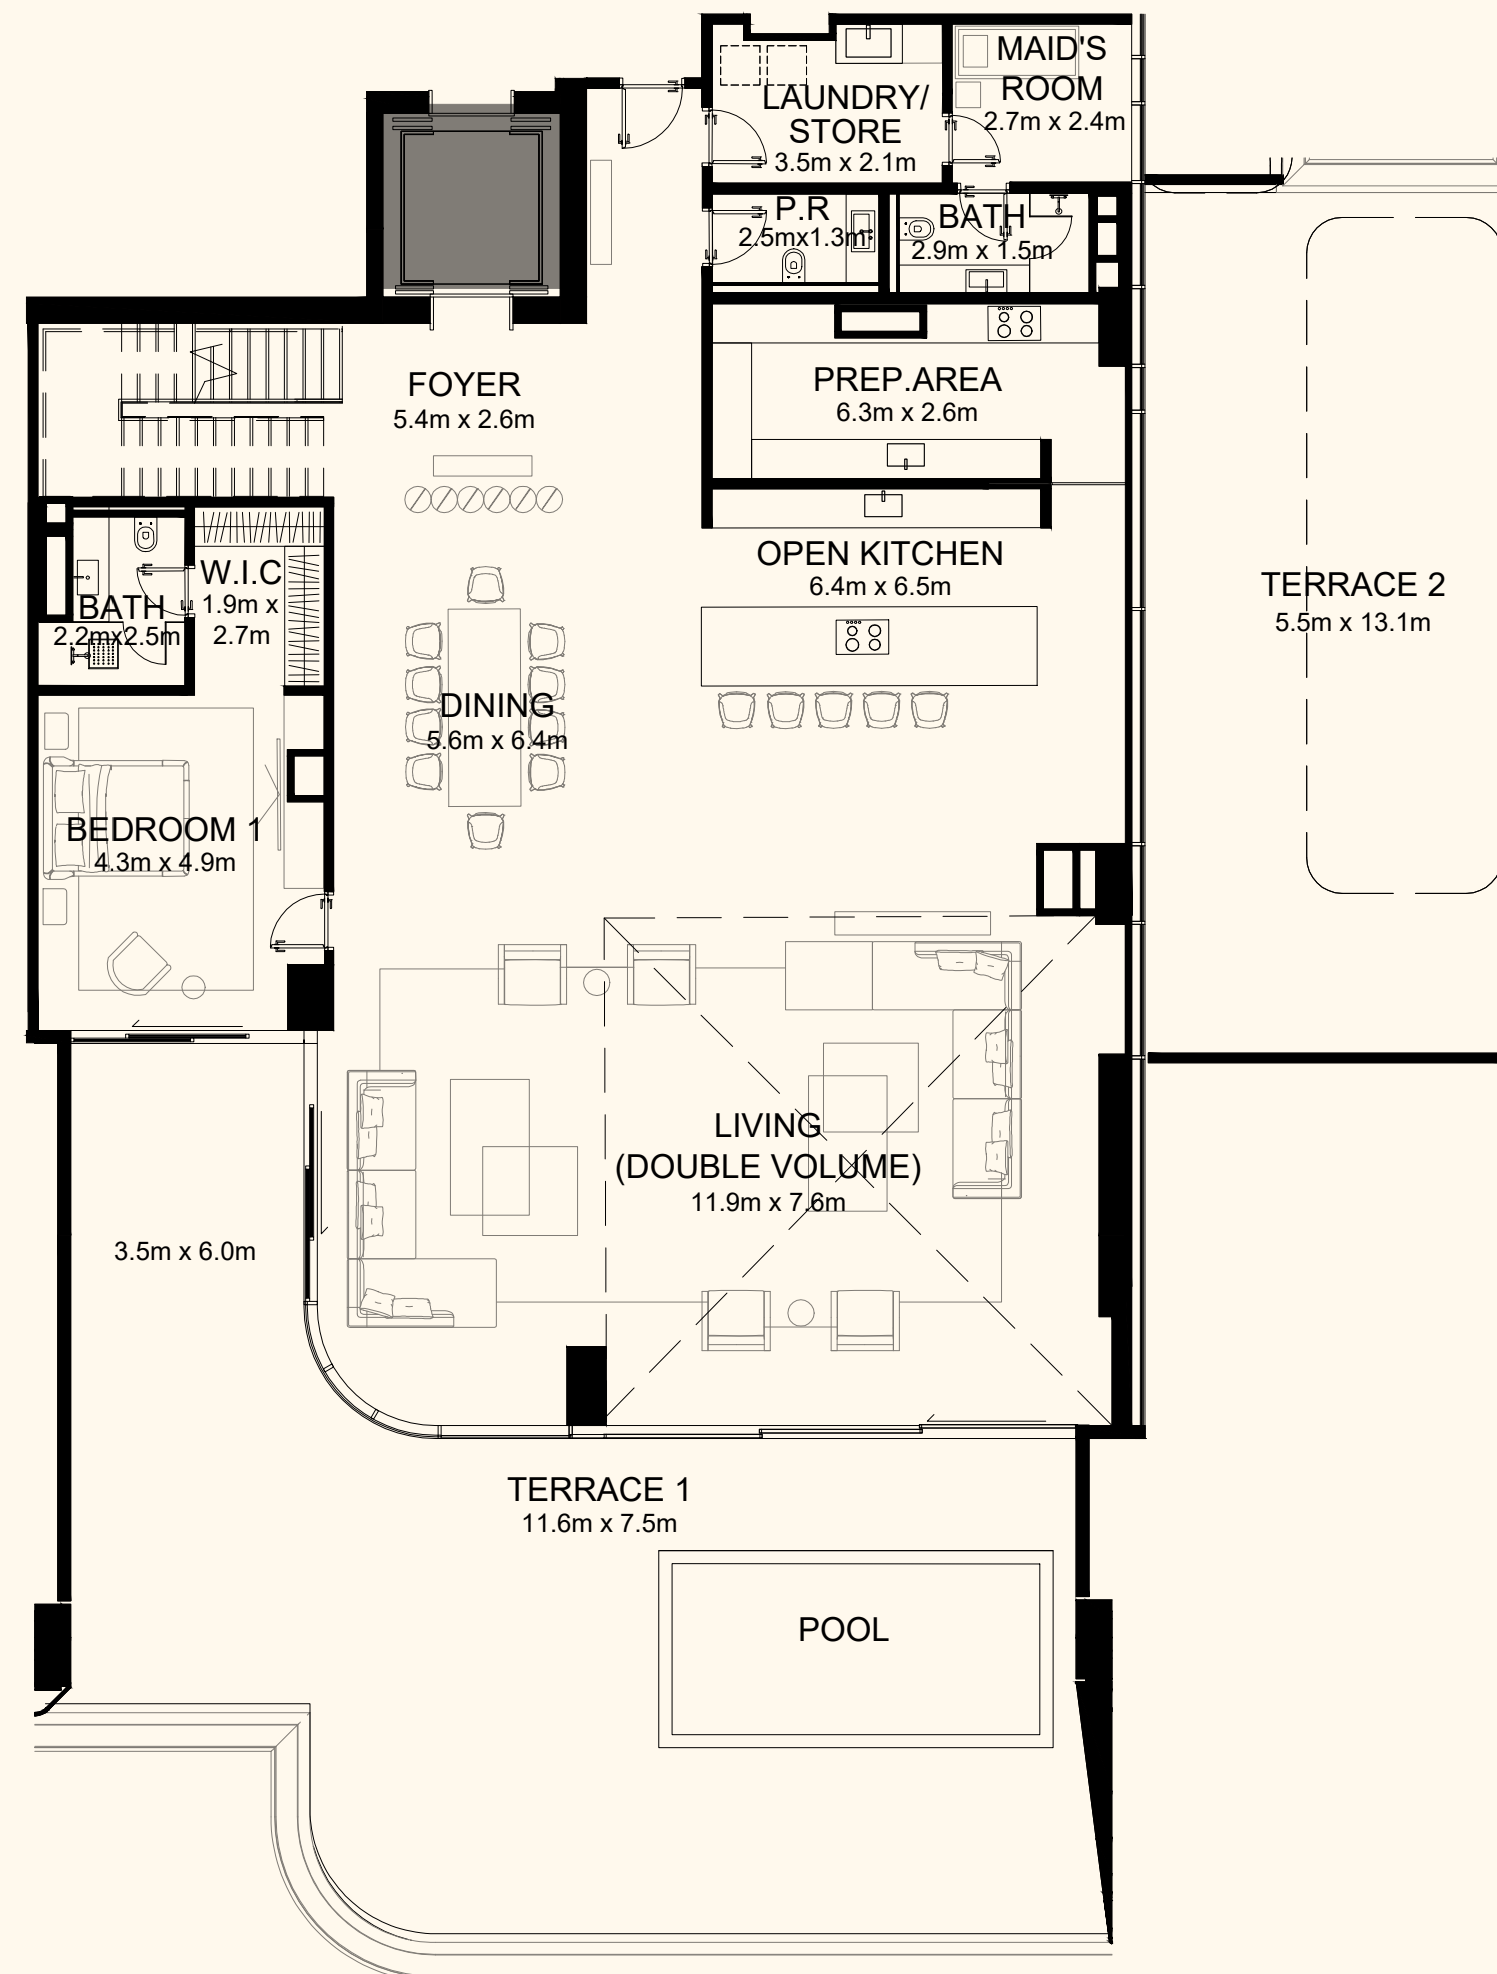 MAID'S
ROOM
2.7m x 2.4m
LAUNDRY/
STORE
3.5m x 2.1m
P.R
2.5mx1.3m
BATH
2.9m x 1.5m
FOYER
5.4m x 2.6m
PREP.AREA
6.3m x 2.6m
OPEN KITCHEN
6.4m x 6.5m
TERRACE 2
5.5m x 13.1m
W.I.C
1.9m x
2.7m
BATH
2.2mx2.5m
DINING
5.6m x 6.4m
BEDROOM 1
4.3m x 4.9m
LIVING
(DOUBLE VOLUME)
11.9m x 7.6m
3.5m x 6.0m
TERRACE 1
11.6m x 7.5m
POOL